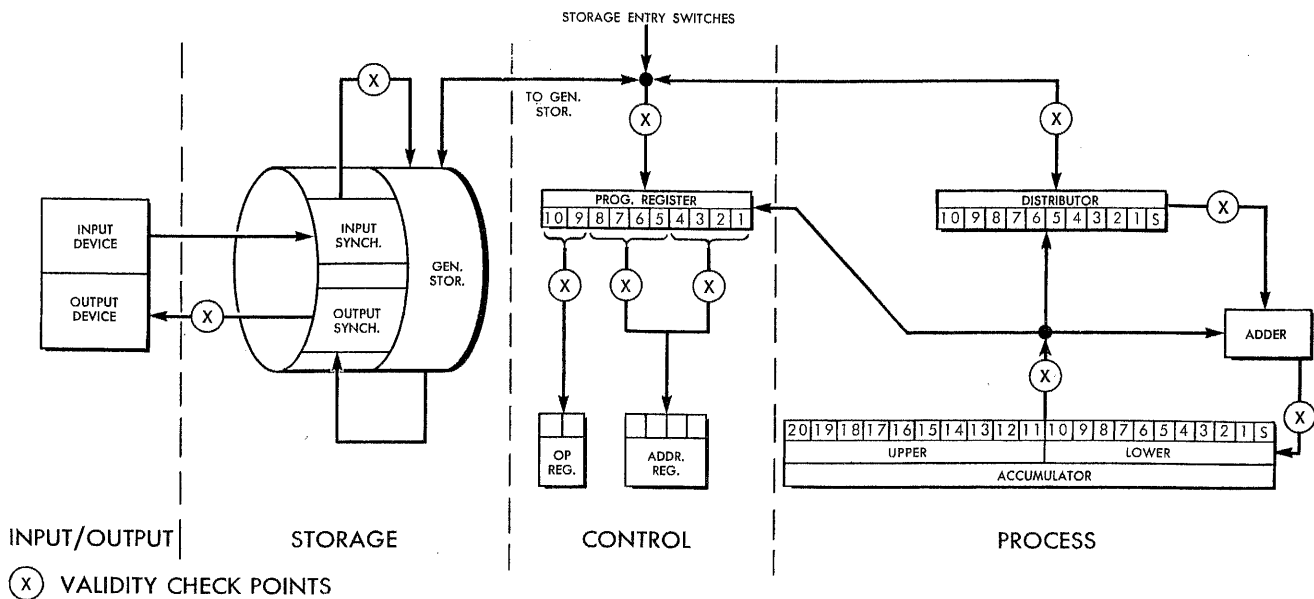 STORAGE ENTRY SWITCHES
X
TO GEN.
STOR.
X
X
INPUT
DEVICE
OUTPUT
DEVICE
X
INPUT
SYNCH.
OUTPUT
SYNCH.
GEN.
STOR.
PROG. REGISTER
10 9 8 7 6 5 4 3 2 1
X
X
X
OP
REG.
ADDR.
REG.
DISTRIBUTOR
10 9 8 7 6 5 4 3 2 1 S
X
ADDER
X
X
20 19 18 17 16 15 14 13 12 11 10 9 8 7 6 5 4 3 2 1 S
UPPER
LOWER
ACCUMULATOR
INPUT/OUTPUT
STORAGE
CONTROL
PROCESS
X VALIDITY CHECK POINTS